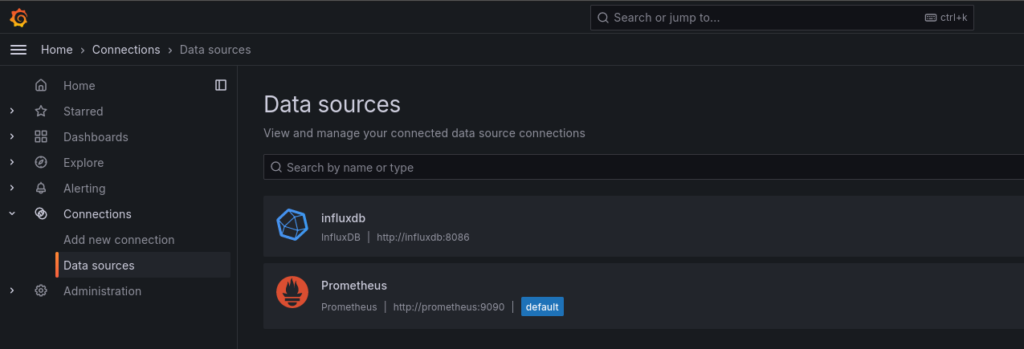 Search or jump to... ctrl+k
Home > Connections > Data sources
Home
Starred
Dashboards
Explore
Alerting
Connections
Add new connection
Data sources
Administration
Data sources
View and manage your connected data source connections
Search by name or type
influxdb
InfluxDB | http://influxdb:8086
Prometheus
Prometheus | http://prometheus:9090 | default